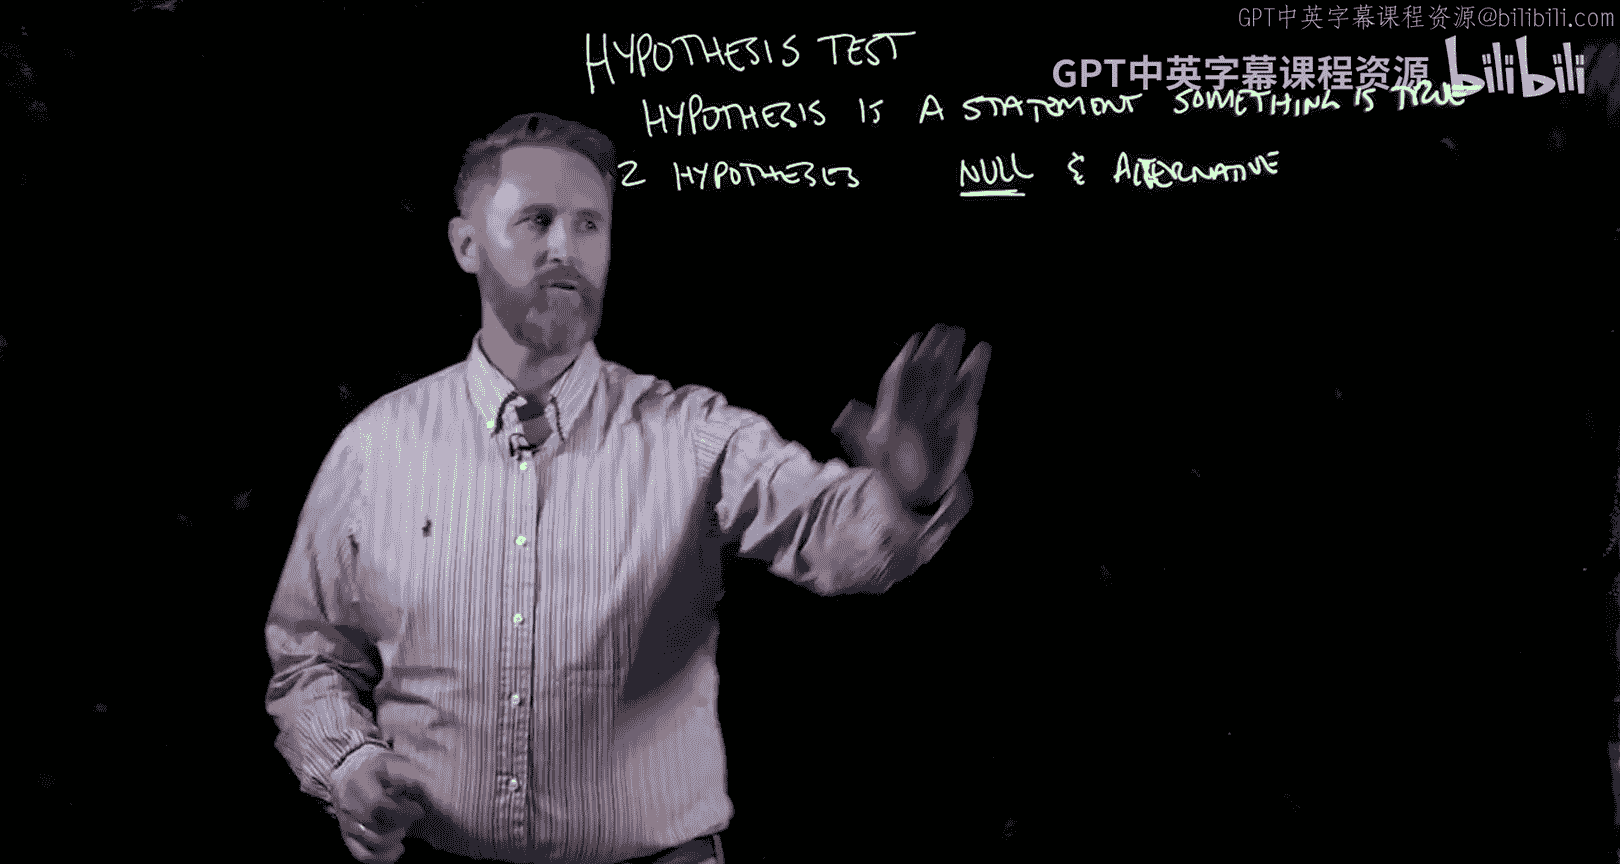 GPT中英字幕课程资源@bilibili.com
GPT中英字幕课程资源 bilibili
HYPOTHESIS TEST
HYPOTHESIS IS A STATEMENT SOMETHING IS TRUE
2 HYPOTHESES NULL & ALTERNATIVE